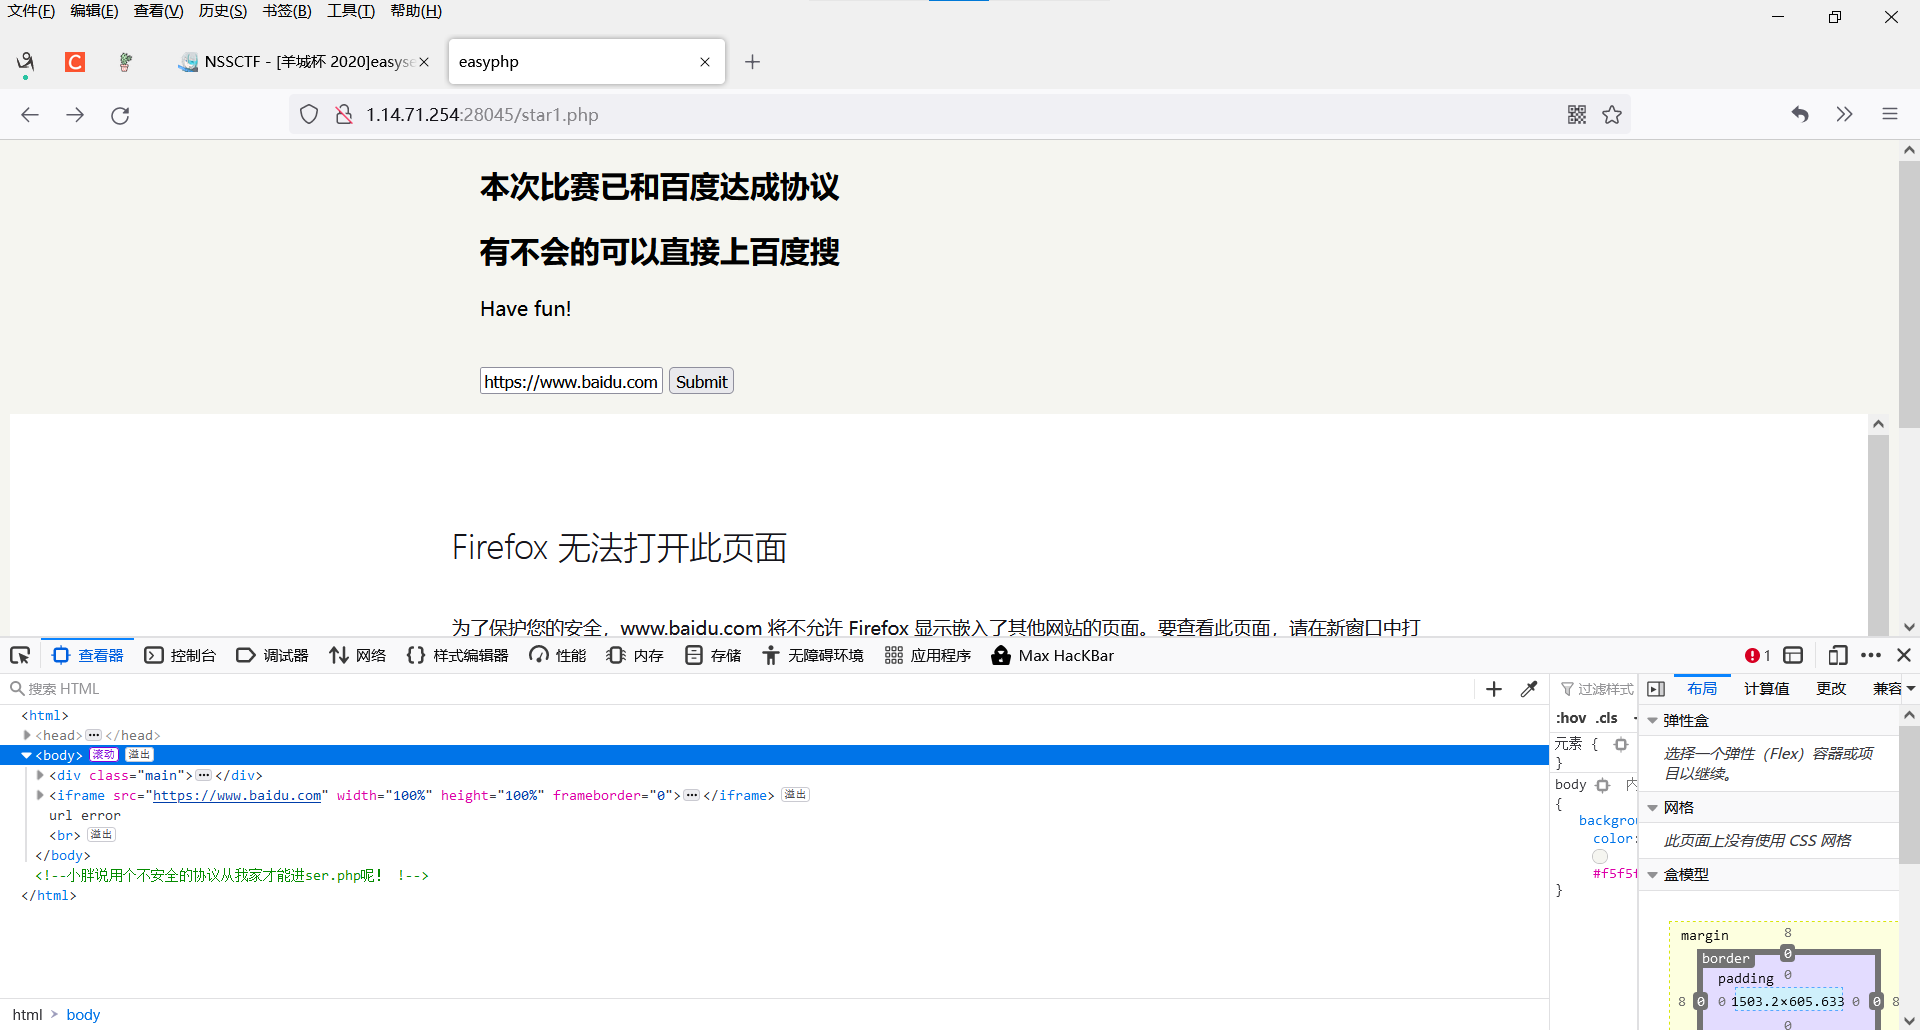 文件(F) 编辑(E) 查看(V) 历史(S) 书签(B) 工具(T) 帮助(H)
C NSSCTF - [羊城杯 2020]easyse easyphp
1.14.71.254:28045/star1.php
本次比赛已和百度达成协议
有不会的可以直接上百度搜
Have fun!
https://www.baidu.com Submit
Firefox 无法打开此页面
为了保护您的安全，www.baidu.com 将不允许 Firefox 显示嵌入了其他网站的页面。要查看此页面，请在新窗口中打
查看器 控制台 调试器 网络 样式编辑器 性能 内存 存储 无障碍环境 应用程序 Max HacKBar 1
搜索 HTML
过滤样式
布局 计算值 更改 兼容
<html>
<head> </head>
<body> 滚动 溢出
<div class="main"> </div>
<iframe src="https://www.baidu.com" width="100%" height="100%" frameborder="0"> </iframe> 溢出
url error
<br> 溢出
</body>
<!--小胖说用个不安全的协议从我家才能进ser.php呢！ !-->
</html>
html > body
:hov .cls
元素 {
}
body
{
backgrou
color:
#f5f5f
}
弹性盒
选择一个弹性（Flex）容器或项
目以继续。
网格
此页面上没有使用 CSS 网格
盒模型
margin 8
border 0
padding 0
8 0 0 1503.2×605.633 0 0 8
0